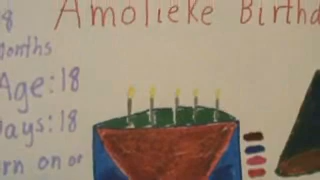 Amolieke Birthd
8
Months
Age:18
Days:18
rn on or